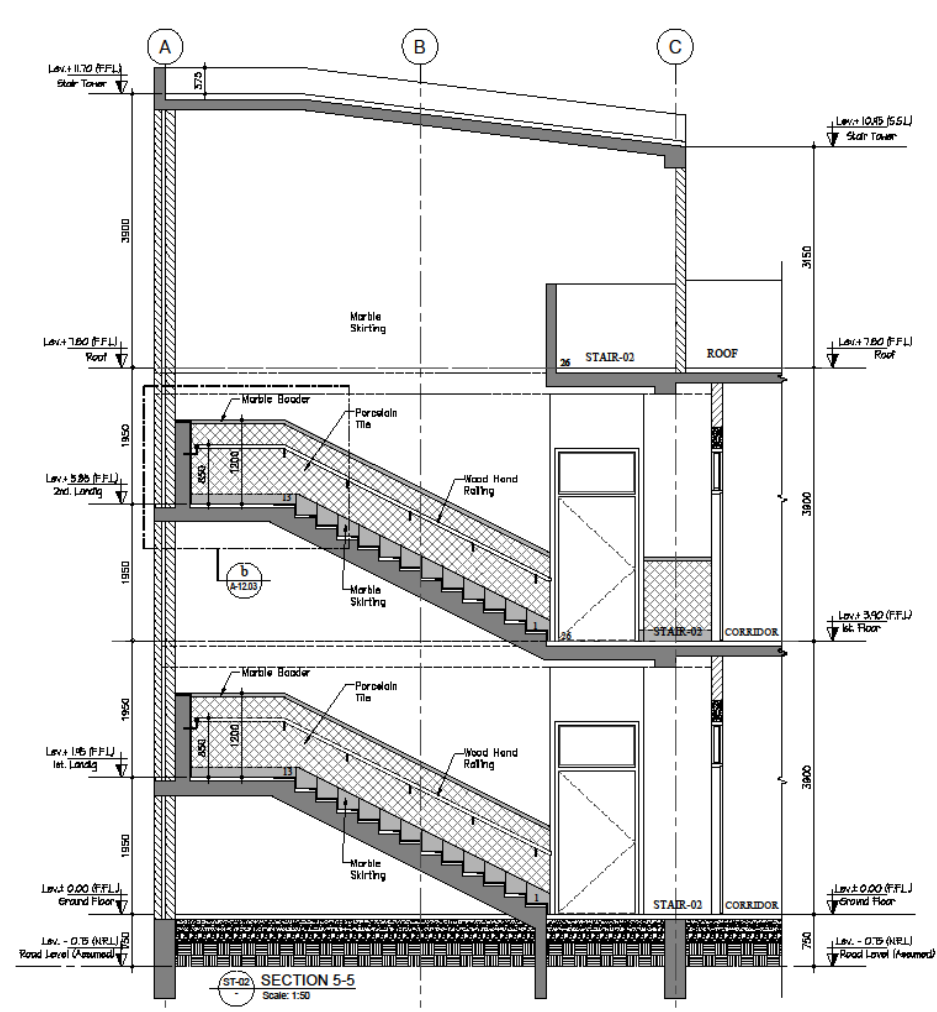 A
B
C
Lev.+ 11.70 (F.F.L.)
Stair Tower
375
Lev.+ 10.95 (S.S.L)
Stair Tower
3900
3150
Marble
Skirting
Lev.+ 7.80 (F.F.L)
Roof
26
STAIR-02
ROOF
Lev.+ 7.80 (F.F.L)
Roof
Marble Boader
Porcelain
Tile
1950
850
1200
Wood Hand
Railing
Lev.+ 5.85 (F.F.L)
2nd. Landig
13
3900
b
A-12.03
Marble
Skirting
1950
1
26
STAIR-02
CORRIDOR
Lev.+ 3.90 (F.F.L)
1st. Floor
Marble Boader
Porcelain
Tile
1950
850
1200
Wood Hand
Railing
Lev.+ 1.95 (F.F.L)
1st. Landig
13
3900
Marble
Skirting
1950
1
STAIR-02
CORRIDOR
Lev.± 0.00 (F.F.L)
Ground Floor
Lev.± 0.00 (F.F.L)
Ground Floor
750
750
Lev. - 0.75 (N.R.L)
Road Level (Assumed)
Lev. - 0.75 (N.R.L)
Road Level (Assumed)
ST-02
-
SECTION 5-5
Scale: 1:50